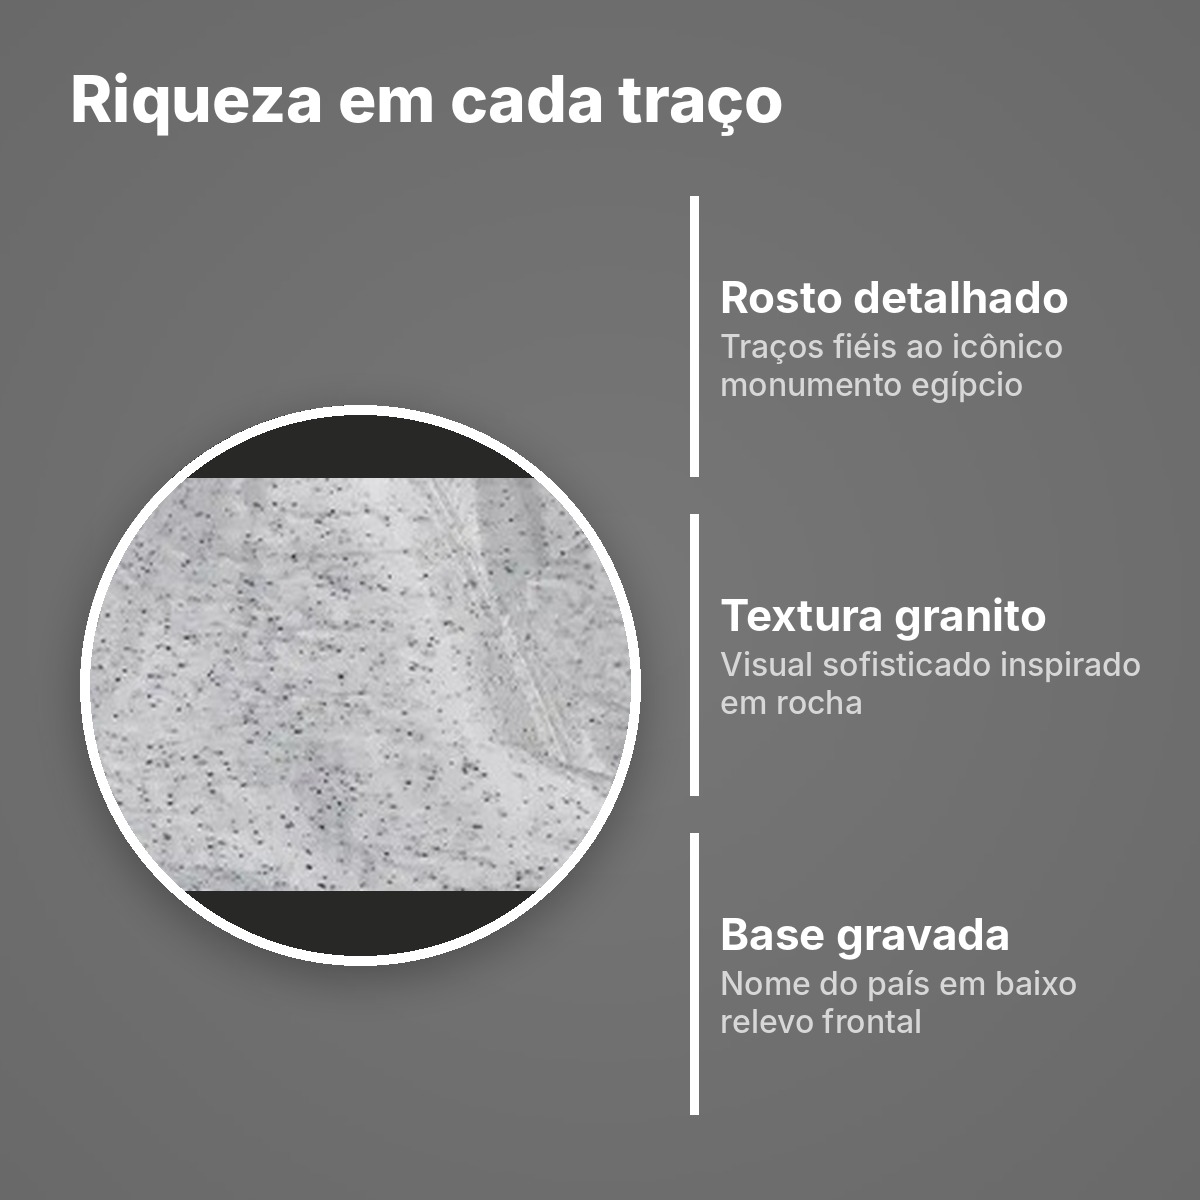 Riqueza em cada traço
Rosto detalhado
Traços fiéis ao icônico
monumento egípcio
Textura granito
Visual sofisticado inspirado
em rocha
Base gravada
Nome do país em baixo
relevo frontal